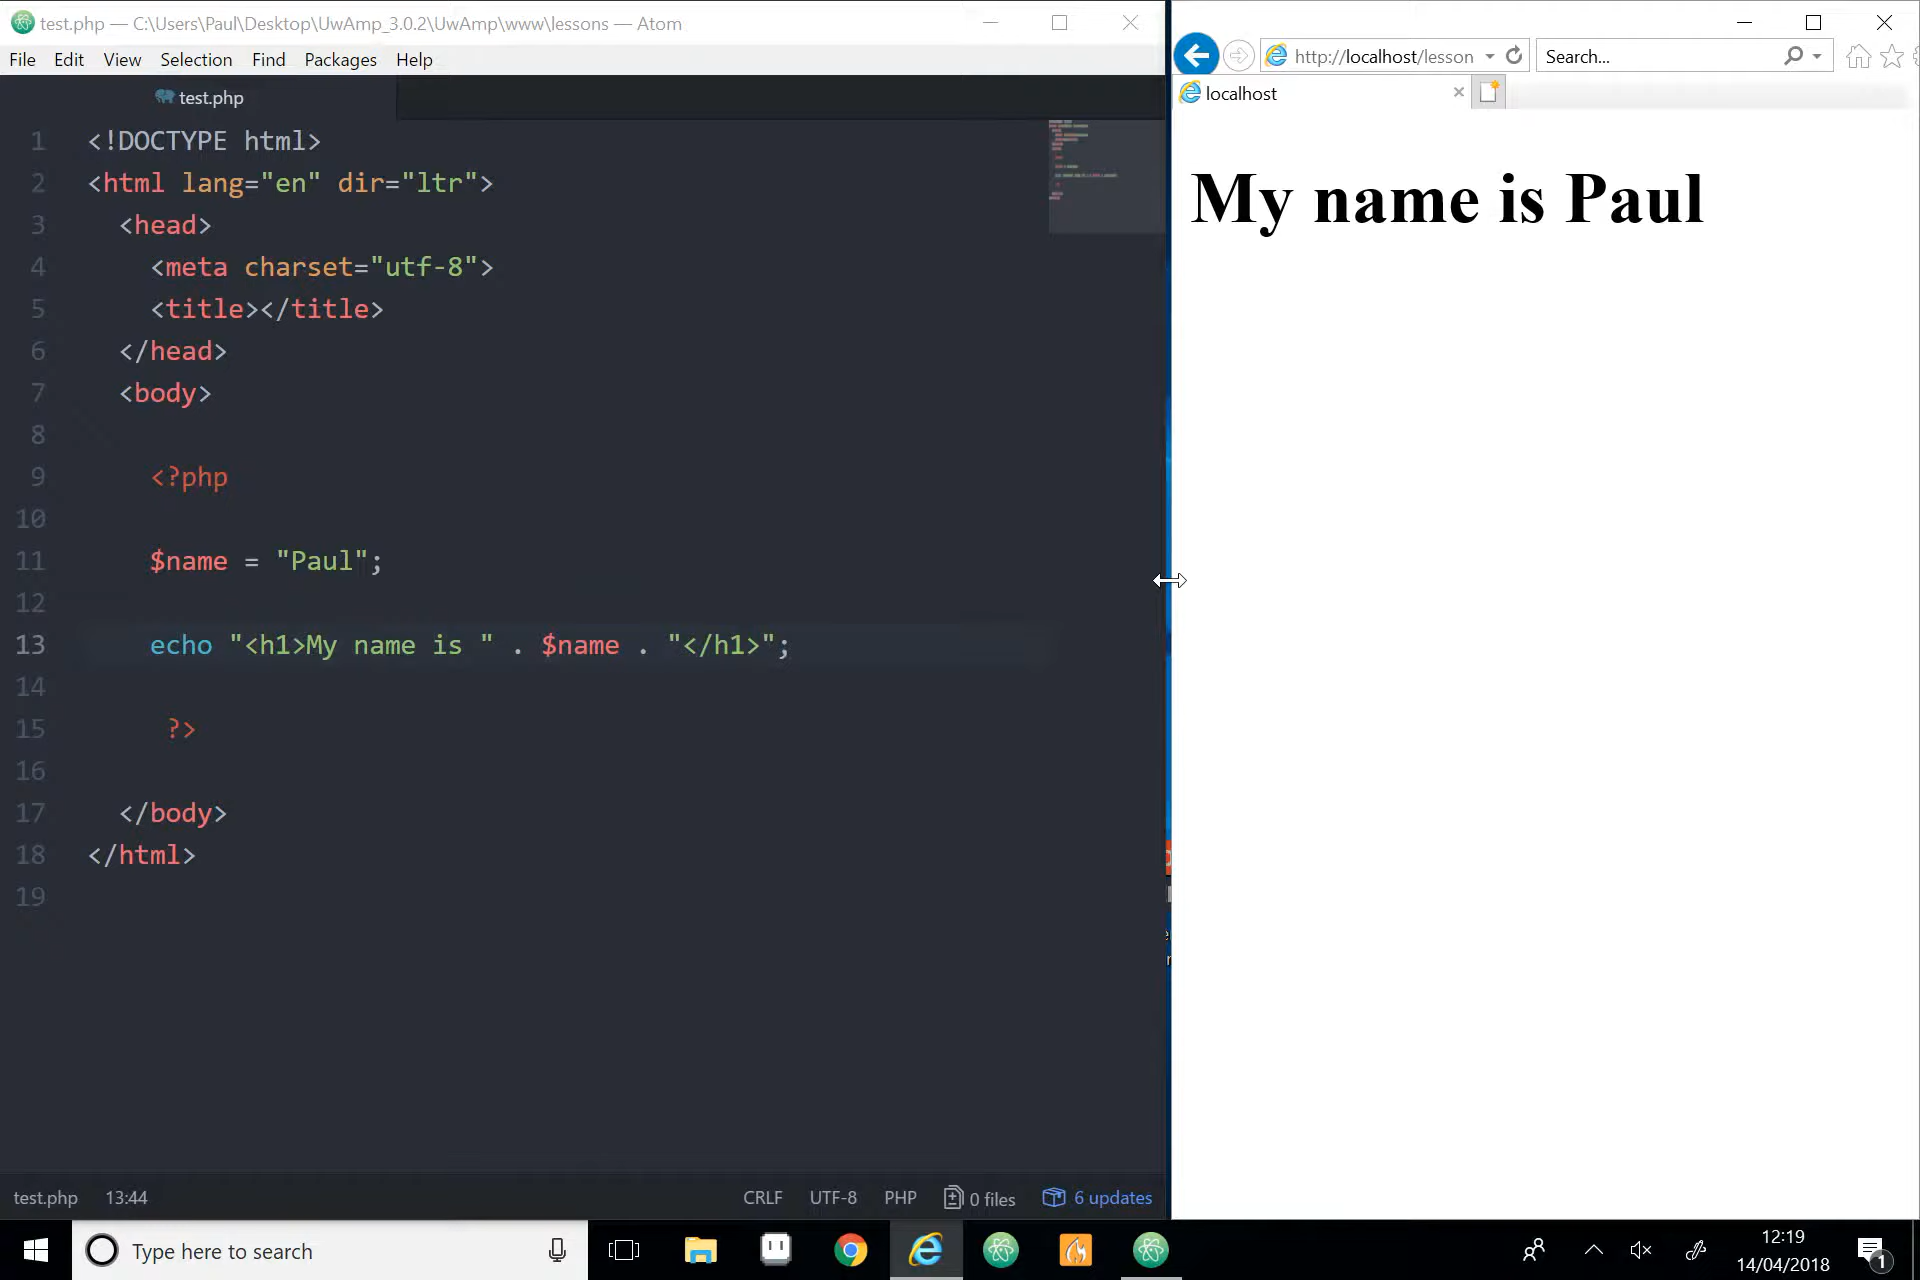 test.php — C:\Users\Paul\Desktop\UwAmp_3.0.2\UwAmp\www\lessons — Atom
File Edit View Selection Find Packages Help
test.php
1 <!DOCTYPE html>
2 <html lang="en" dir="ltr">
3 <head>
4 <meta charset="utf-8">
5 <title></title>
6 </head>
7 <body>
8
9 <?php
10
11 $name = "Paul";
12
13 echo "<h1>My name is " . $name . "</h1>";
14
15 ?>
16
17 </body>
18 </html>
19
test.php 13:44 CRLF UTF-8 PHP 0 files 6 updates
http://localhost/lesson Search...
localhost
My name is Paul
Type here to search
12:19
14/04/2018
1